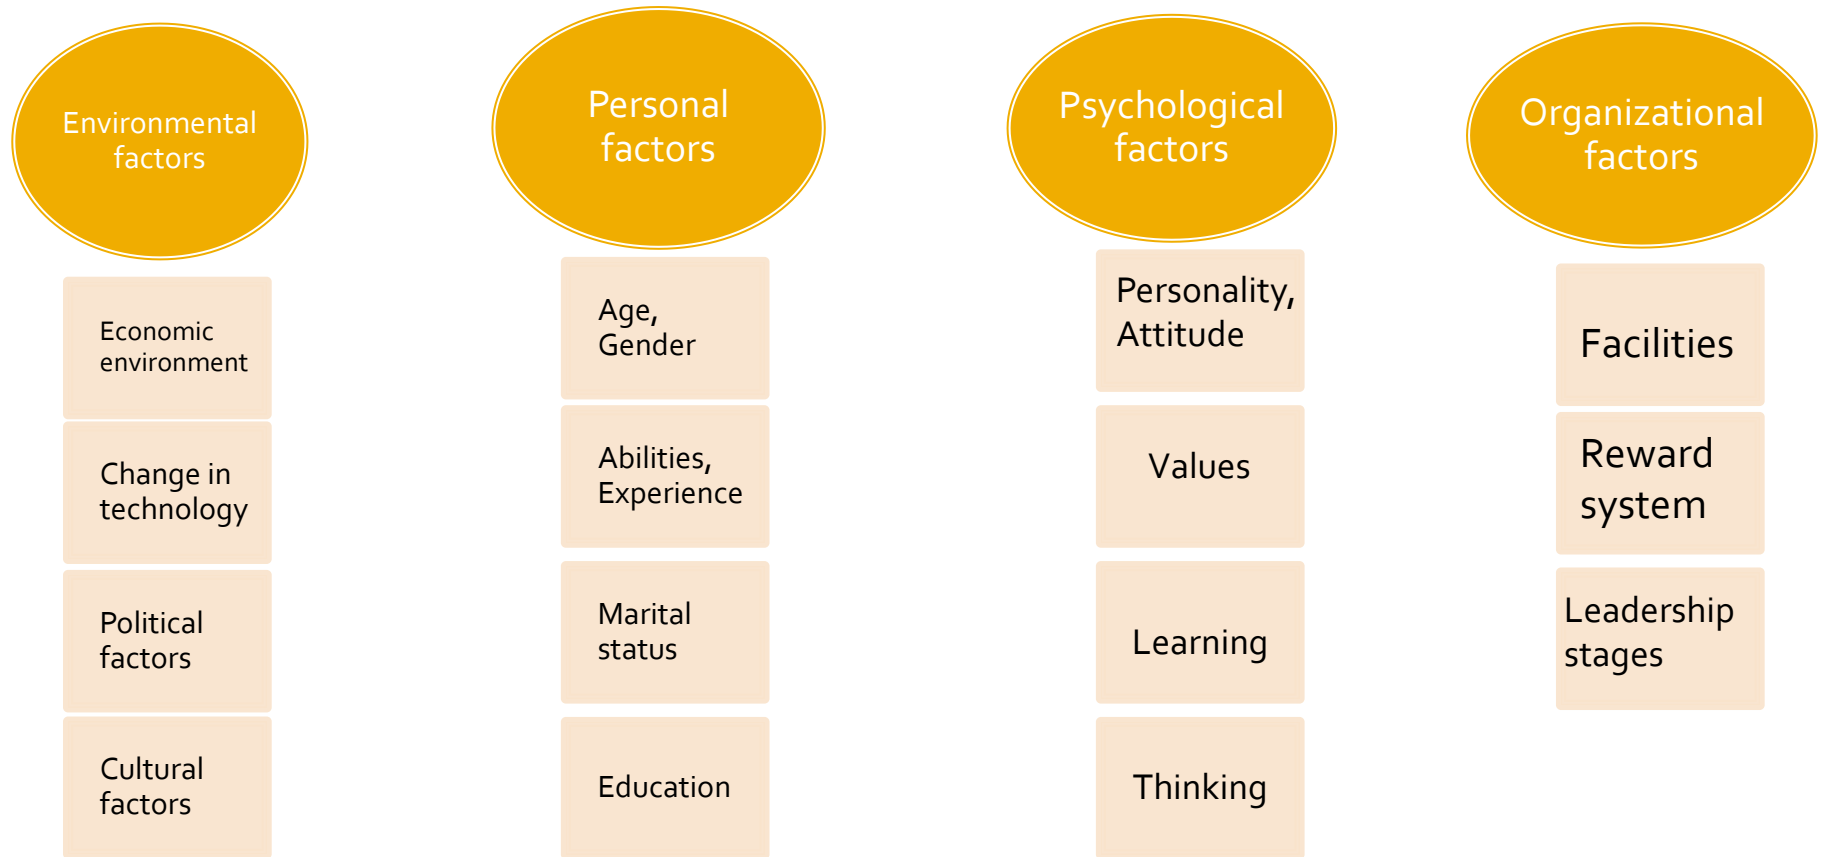 Environmental
factors
Economic
environment
Change in
technology
Political
factors
Cultural
factors
Personal
factors
Age,
Gender
Abilities,
Experience
Marital
status
Education
Psychological
factors
Personality,
Attitude
Values
Learning
Thinking
Organizational
factors
Facilities
Reward
system
Leadership
stages